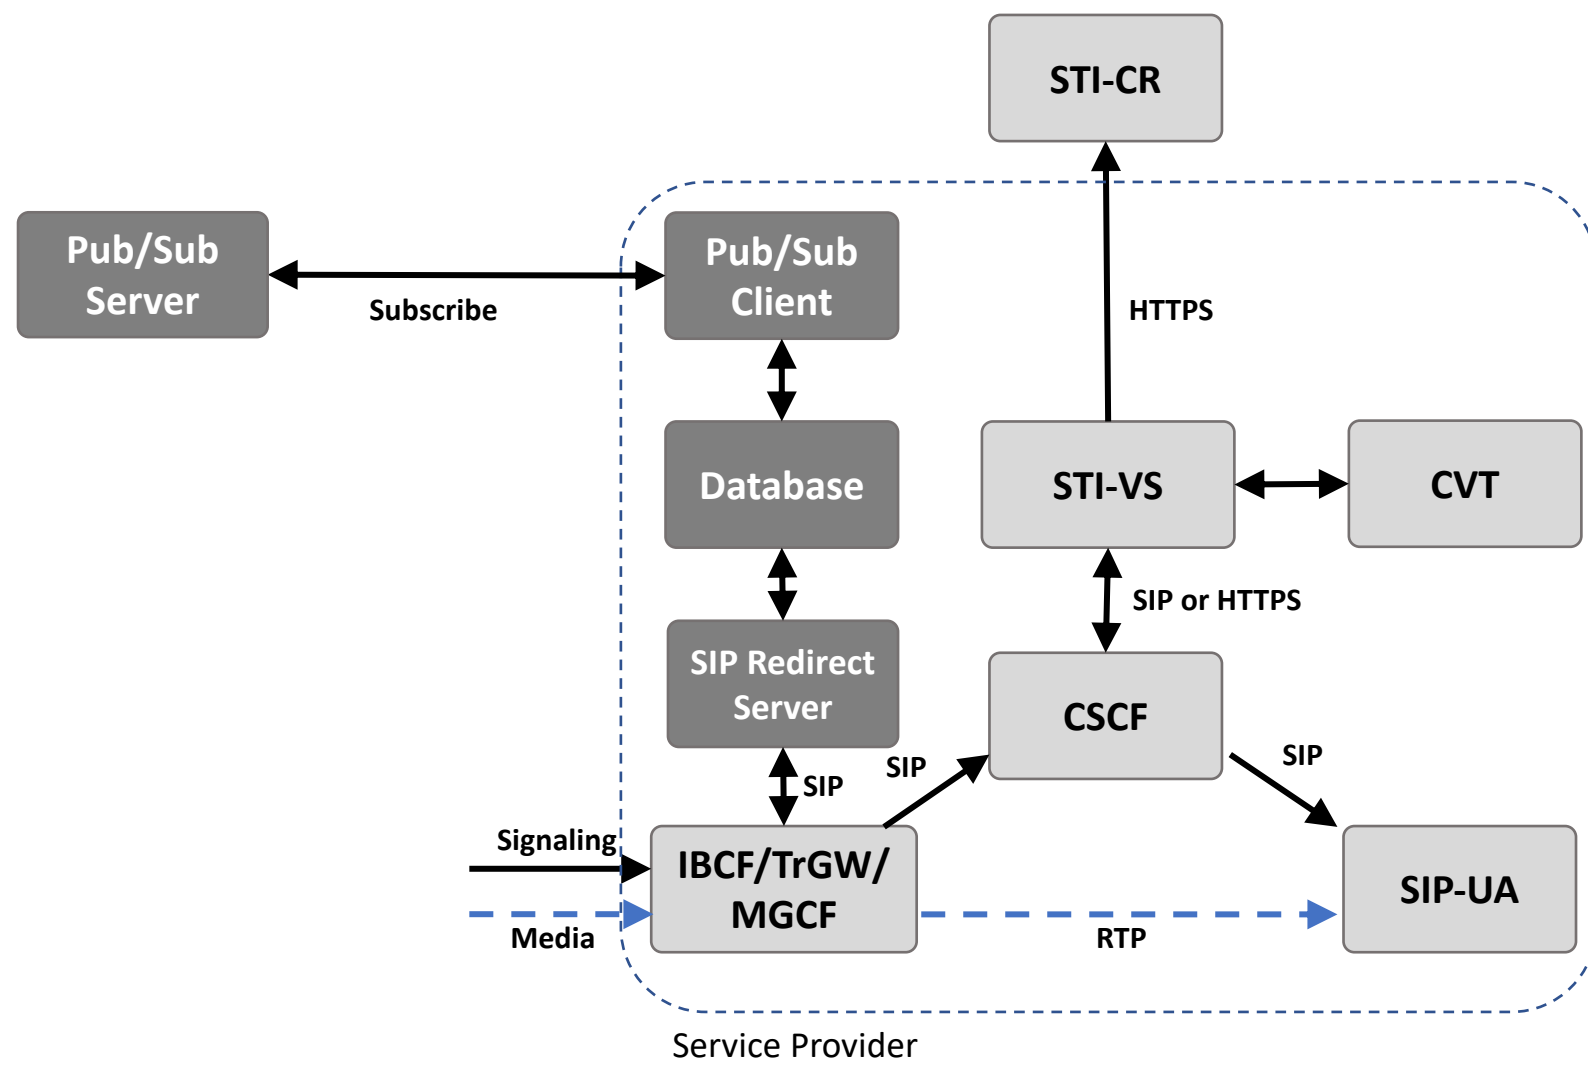 STI-CR
Pub/Sub
Server
Subscribe
Pub/Sub
Client
HTTPS
Database
STI-VS
CVT
SIP or HTTPS
SIP Redirect
Server
CSCF
SIP
SIP
SIP
Signaling
IBCF/TrGW/
MGCF
SIP-UA
Media
RTP
Service Provider